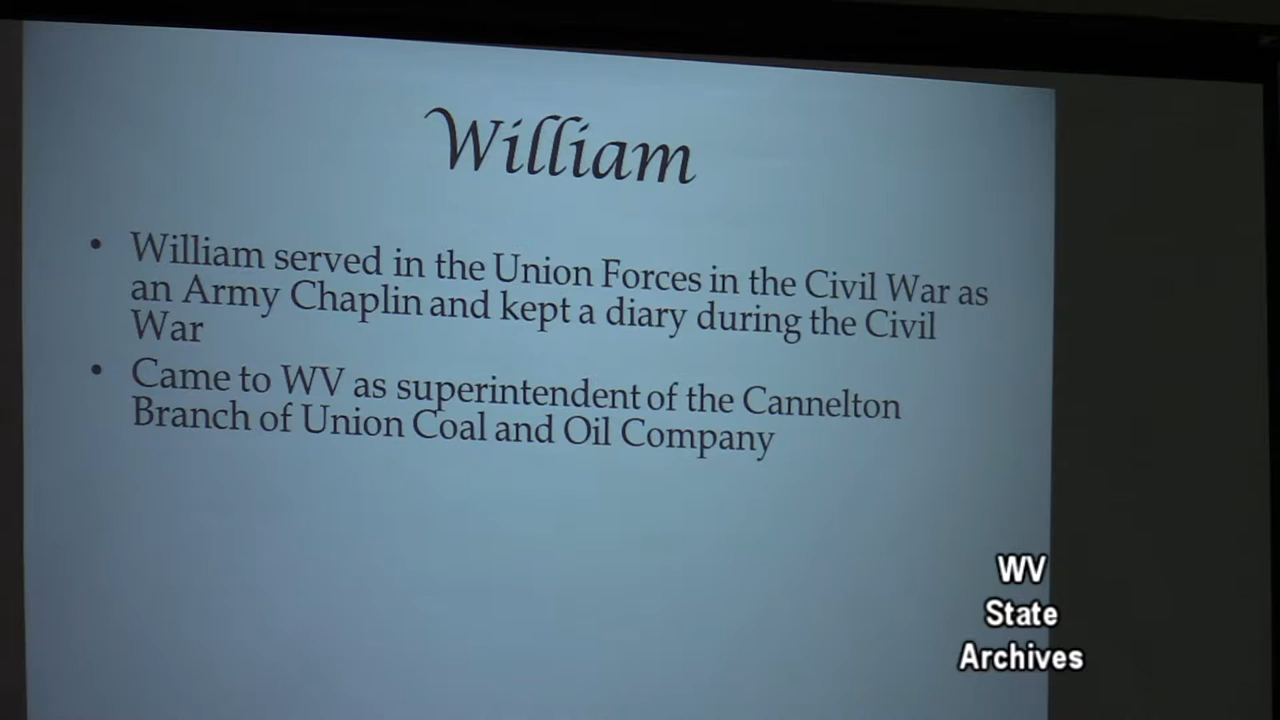 William
• William served in the Union Forces in the Civil War as
an Army Chaplin and kept a diary during the Civil
War
• Came to WV as superintendent of the Cannelton
Branch of Union Coal and Oil Company
WV
State
Archives